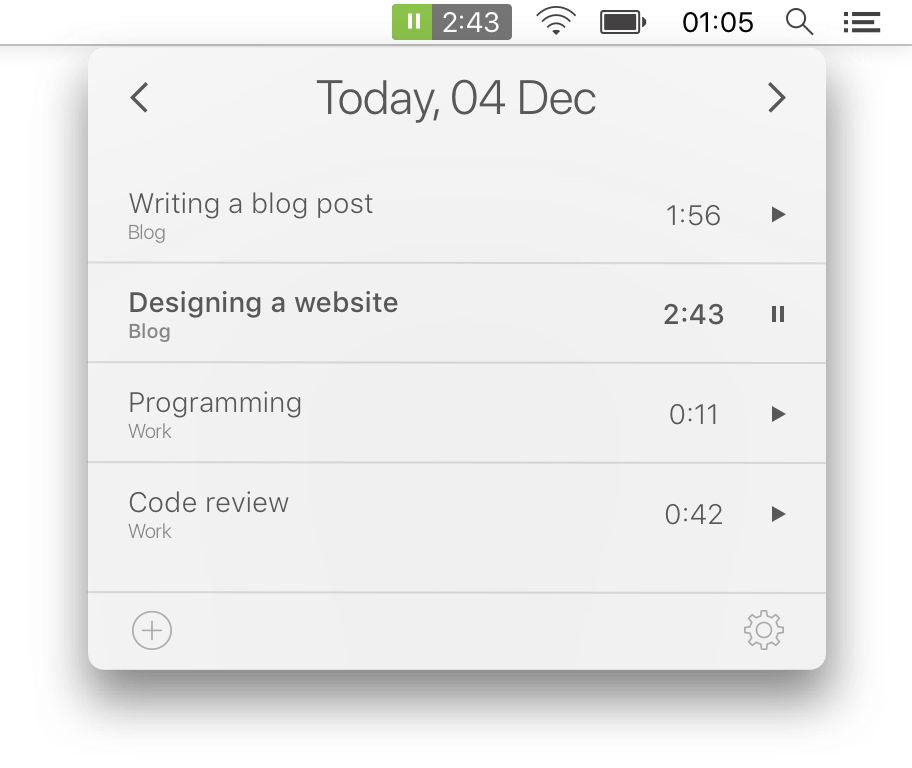 2:43 01:05
Today, 04 Dec
Writing a blog post 1:56
Blog
Designing a website 2:43
Blog
Programming 0:11
Work
Code review 0:42
Work